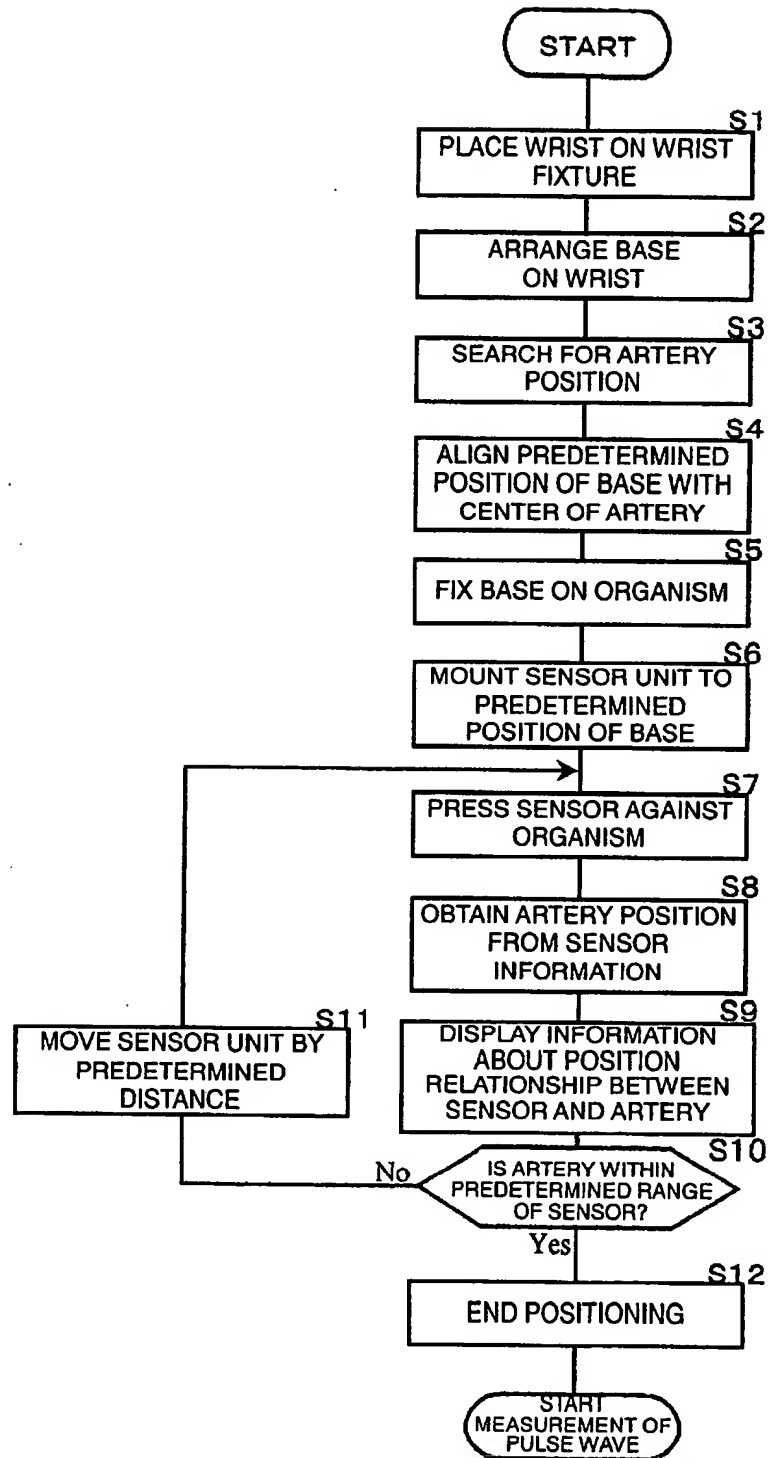 START
S1
PLACE WRIST ON WRIST
FIXTURE
S2
ARRANGE BASE
ON WRIST
S3
SEARCH FOR ARTERY
POSITION
S4
ALIGN PREDETERMINED
POSITION OF BASE WITH
CENTER OF ARTERY
S5
FIX BASE ON ORGANISM
S6
MOUNT SENSOR UNIT TO
PREDETERMINED
POSITION OF BASE
S7
PRESS SENSOR AGAINST
ORGANISM
S8
OBTAIN ARTERY POSITION
FROM SENSOR
INFORMATION
S9
DISPLAY INFORMATION
ABOUT POSITION
RELATIONSHIP BETWEEN
SENSOR AND ARTERY
S11
MOVE SENSOR UNIT BY
PREDETERMINED
DISTANCE
S10
IS ARTERY WITHIN
PREDETERMINED RANGE
OF SENSOR?
No
Yes
S12
END POSITIONING
START
MEASUREMENT OF
PULSE WAVE